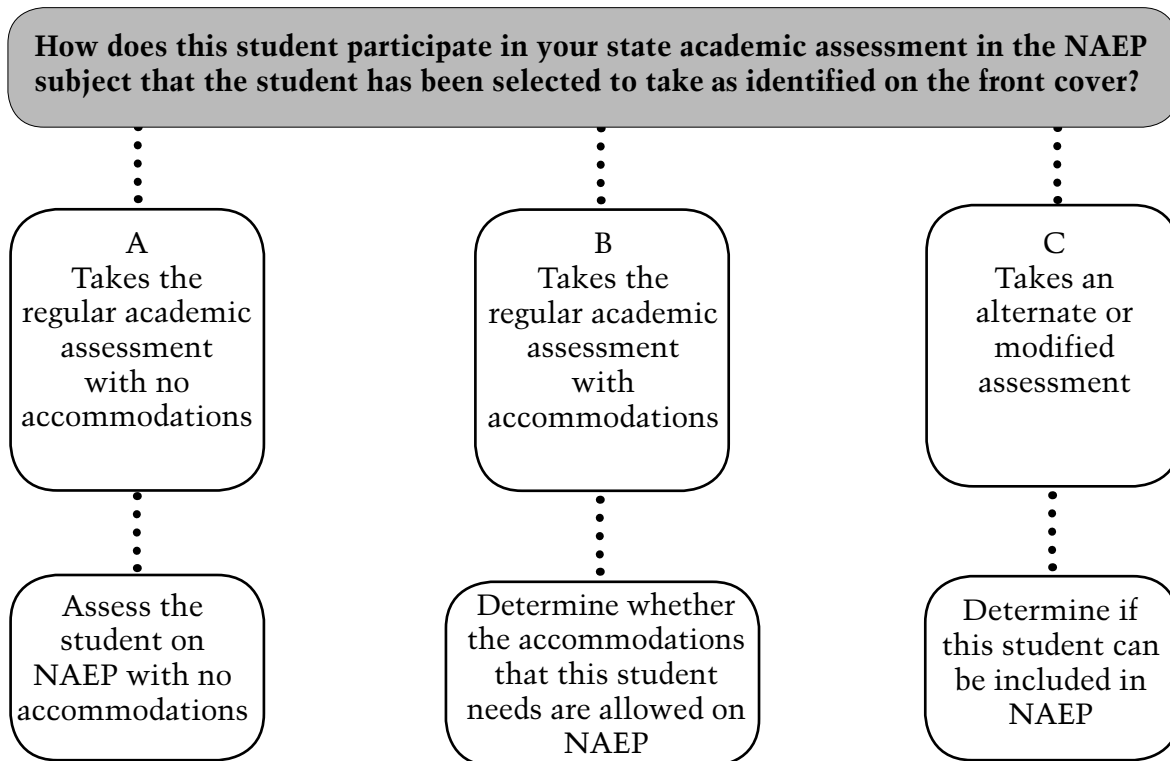 How does this student participate in your state academic assessment in the NAEP
subject that the student has been selected to take as identified on the front cover?
A
Takes the
regular academic
assessment
with no
accommodations
B
Takes the
regular academic
assessment
with
accommodations
C
Takes an
alternate or
modified
assessment
Assess the
student on
NAEP with no
accommodations
Determine whether
the accommodations
that this student
needs are allowed on
NAEP
Determine if
this student can
be included in
NAEP